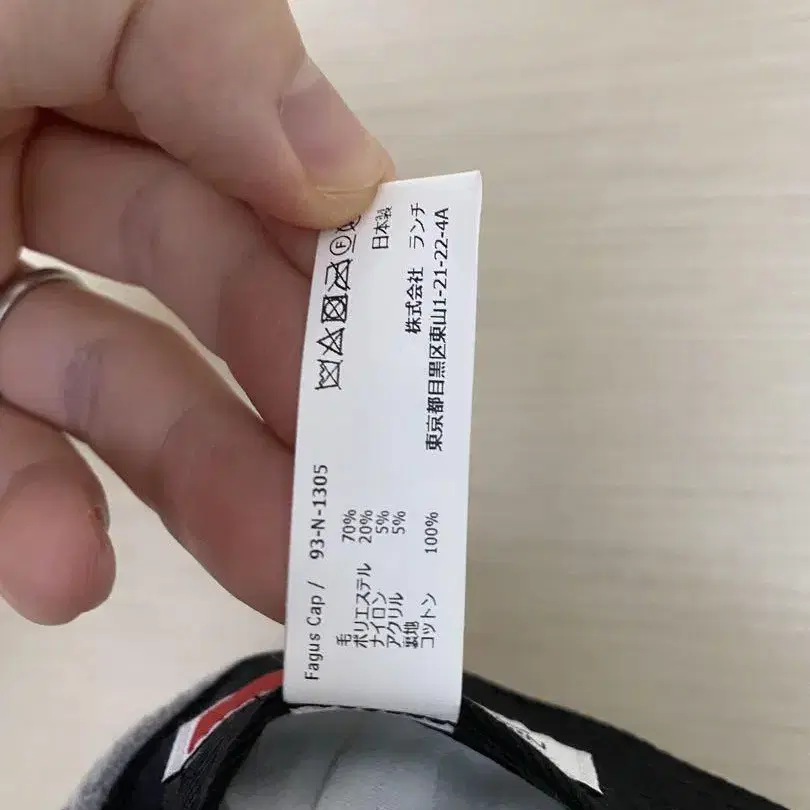 Fagus Cap / 93-N-1305
毛 70%
ポリエステル 20%
ナイロン 5%
アクリル 5%
裏地
コットン 100%
F
日本製
株式会社 ランチ
東京都目黒区東山1-21-22-4A